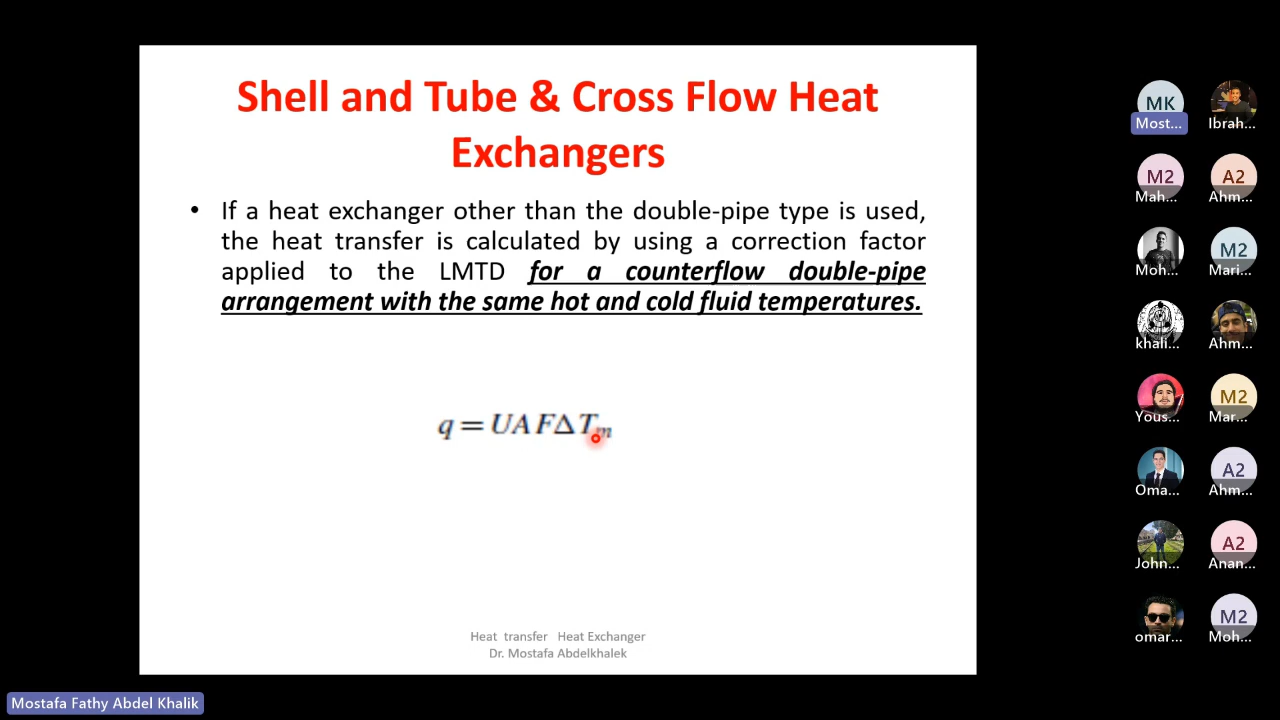 Shell and Tube & Cross Flow Heat
Exchangers
• If a heat exchanger other than the double-pipe type is used,
the heat transfer is calculated by using a correction factor
applied to the LMTD for a counterflow double-pipe
arrangement with the same hot and cold fluid temperatures.
q = UAFΔTm
Heat transfer Heat Exchanger
Dr. Mostafa Abdelkhalek
Mostafa Fathy Abdel Khalik
MK
Most...
Ibrah...
M2
Mah...
A2
Ahm...
Moh...
M2
Mari...
khali...
Ahm...
Yous...
M2
Mar...
Oma...
A2
Ahm...
John...
A2
Anan...
omar...
M2
Moh...